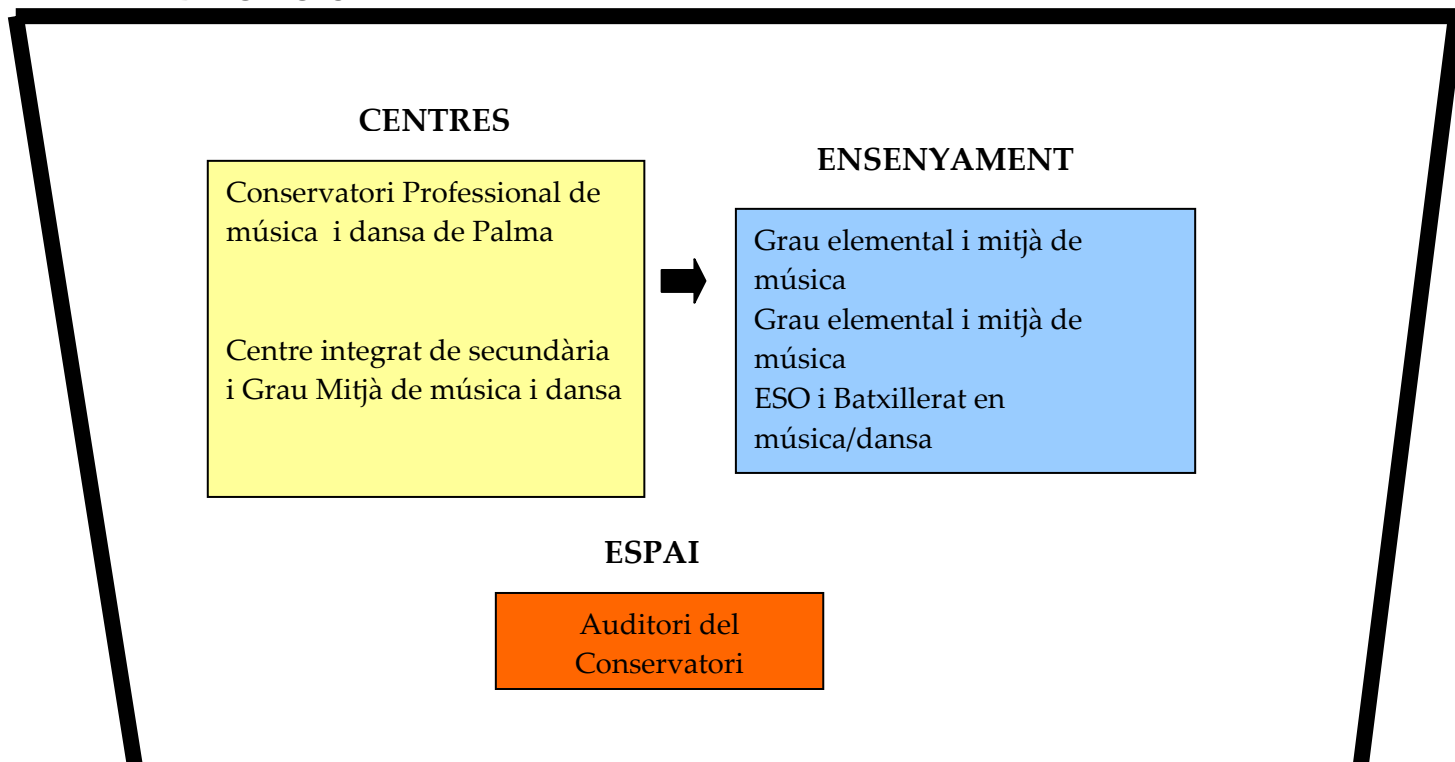 CENTRES
Conservatori Professional de
música i dansa de Palma
Centre integrat de secundària
i Grau Mitjà de música i dansa
ENSENYAMENT
Grau elemental i mitjà de
música
Grau elemental i mitjà de
música
ESO i Batxillerat en
música/dansa
ESPAI
Auditori del
Conservatori